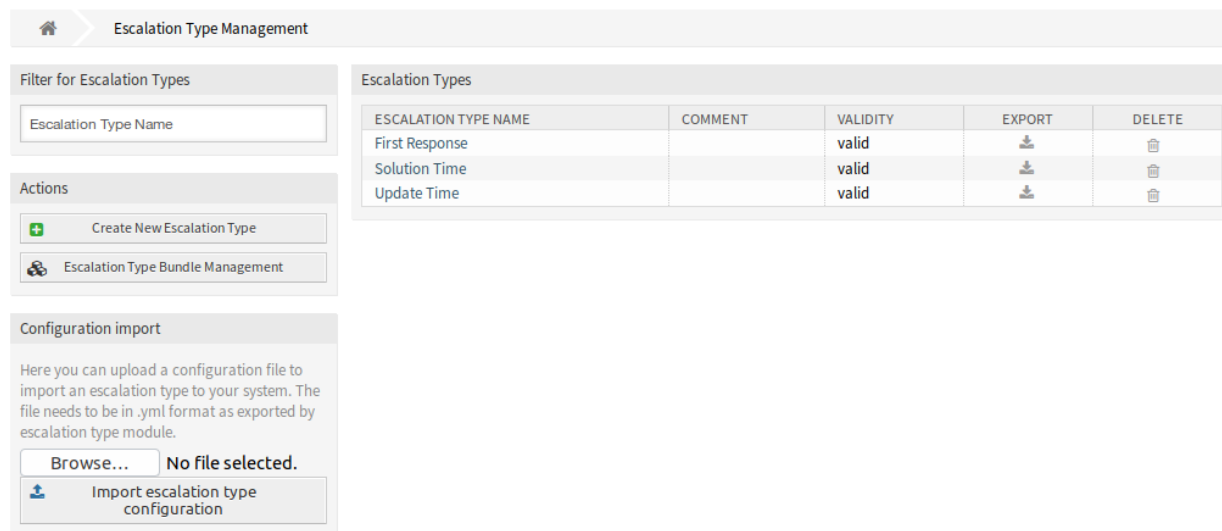 Escalation Type Management
Filter for Escalation Types
Escalation Type Name
Actions
Create New Escalation Type
Escalation Type Bundle Management
Configuration import
Here you can upload a configuration file to
import an escalation type to your system. The
file needs to be in .yml format as exported by
escalation type module.
Browse... No file selected.
Import escalation type
configuration
Escalation Types
ESCALATION TYPE NAME COMMENT VALIDITY EXPORT DELETE
First Response valid
Solution Time valid
Update Time valid